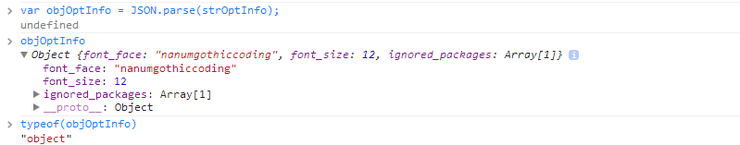 > var objOptInfo = JSON.parse(strOptInfo);
undefined
> objOptInfo
▼ Object {font_face: "nanumgothiccoding", font_size: 12, ignored_packages: Array[1]} i
font_face: "nanumgothiccoding"
font_size: 12
▶ ignored_packages: Array[1]
▶ __proto__: Object
> typeof(objOptInfo)
"object"